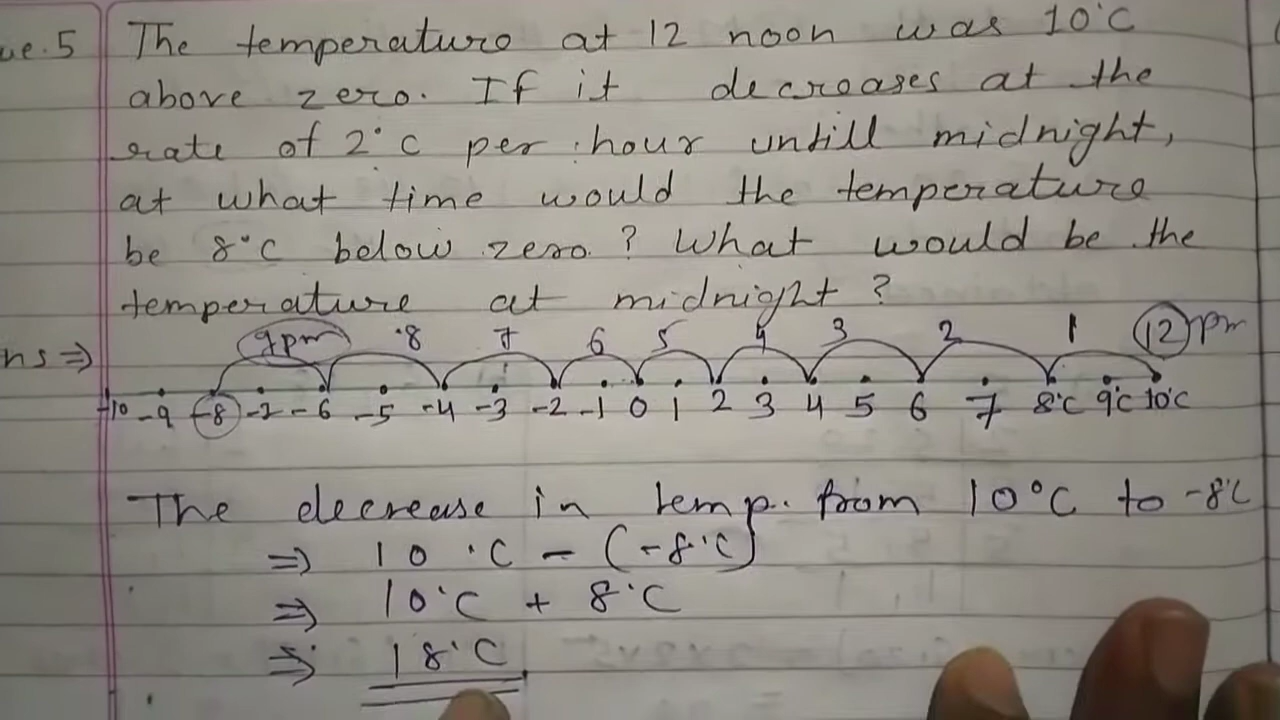 ue.5 The temperature at 12 noon was 10°C
above zero. If it decreases at the
rate of 2°C per hour untill midnight,
at what time would the temperature
be 8°C below zero? What would be the
temperature at midnight?
ns⇒ 9pm 8 7 6 5 4 3 2 1 12 pm
-10 -9 -8 -7 -6 -5 -4 -3 -2 -1 0 1 2 3 4 5 6 7 8°C 9°C 10°C
The decrease in temp. from 10°C to -8°C
⇒ 10°C - (-8°C)
⇒ 10°C + 8°C
⇒ 18°C